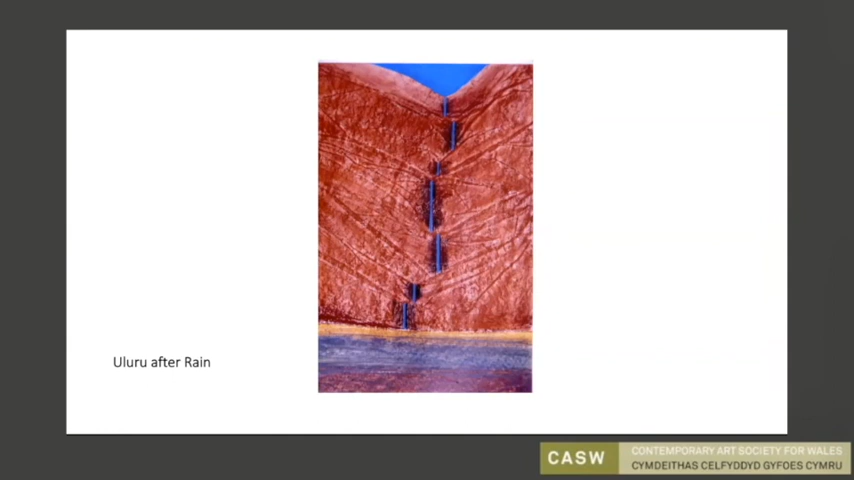 Uluru after Rain
CASW
CONTEMPORARY ART SOCIETY FOR WALES
CYMDEITHAS CELFYDDYD GYFOES CYMRU